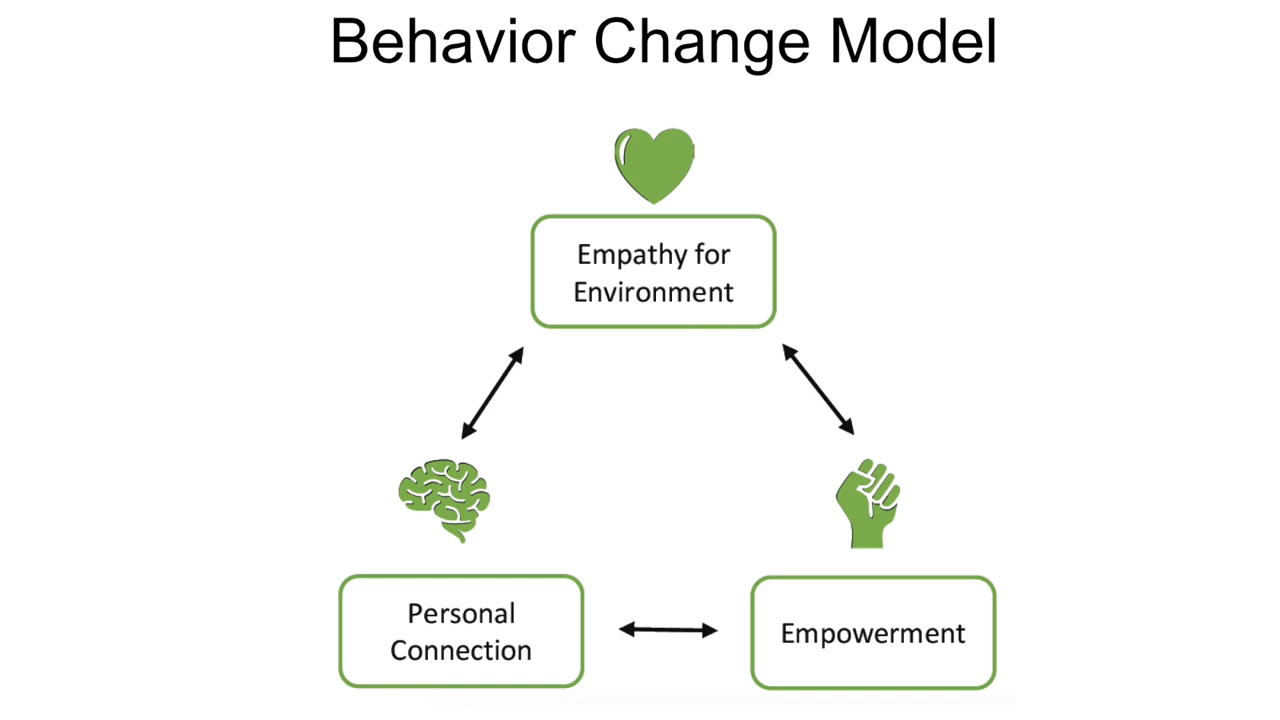 Behavior Change Model
Empathy for
Environment
Personal
Connection
Empowerment